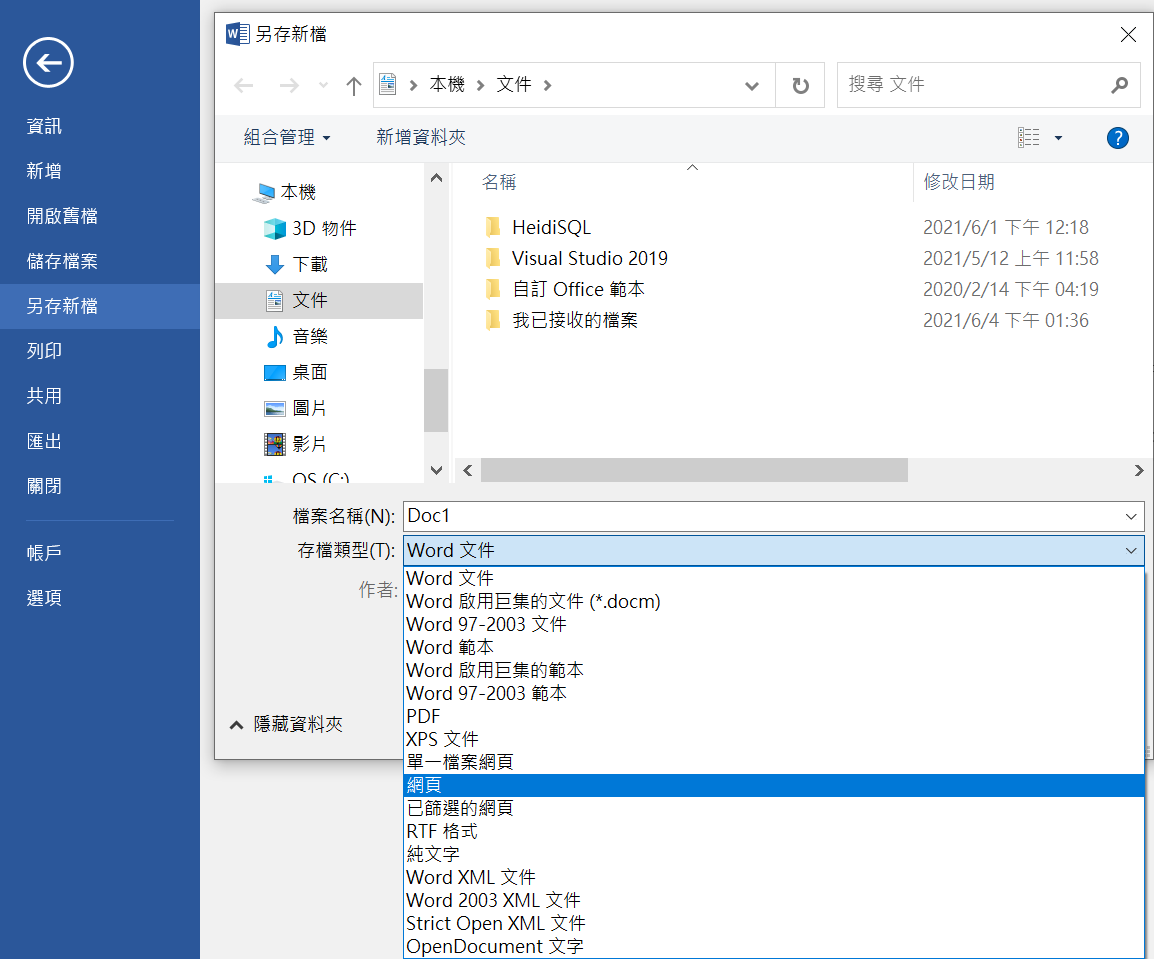 另存新檔
本機
文件
搜尋 文件
組合管理
新增資料夾
資訊
新增
開啟舊檔
儲存檔案
另存新檔
列印
共用
匯出
關閉
帳戶
選項
本機
3D 物件
下載
文件
音樂
桌面
圖片
影片
OS (C:)
名稱 修改日期
HeidiSQL 2021/6/1 下午 12:18
Visual Studio 2019 2021/5/12 上午 11:58
自訂 Office 範本 2020/2/14 下午 04:19
我已接收的檔案 2021/6/4 下午 01:36
檔案名稱(N): Doc1
存檔類型(T): Word 文件
作者:
Word 文件
Word 啟用巨集的文件 (*.docm)
Word 97-2003 文件
Word 範本
Word 啟用巨集的範本
Word 97-2003 範本
PDF
XPS 文件
單一檔案網頁
網頁
已篩選的網頁
RTF 格式
純文字
Word XML 文件
Word 2003 XML 文件
Strict Open XML 文件
OpenDocument 文字
隱藏資料夾